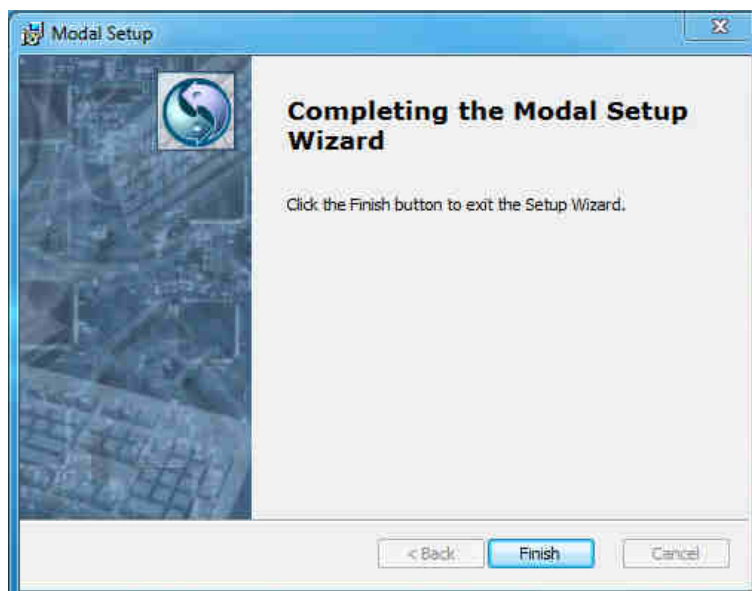 Modal Setup
Completing the Modal Setup
Wizard
Click the Finish button to exit the Setup Wizard.
< Back
Finish
Cancel